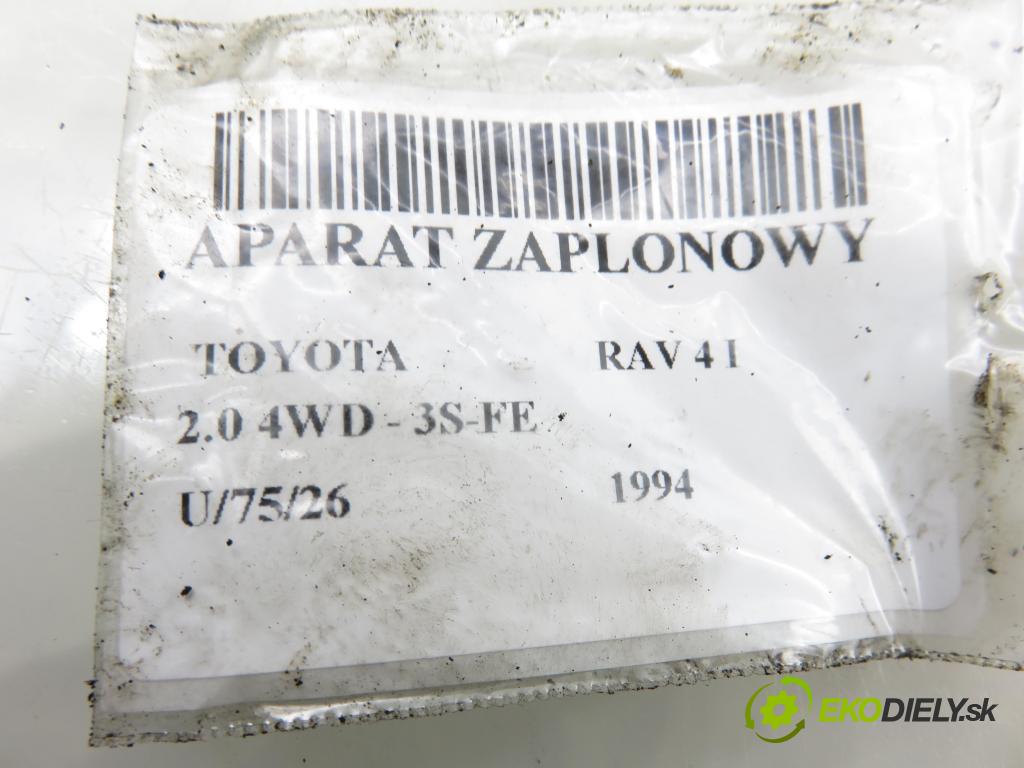 APARAT ZAPLONOWY
TOYOTA RAV 4 I
2.0 4WD - 3S-FE
U/75/26 1994
EKODIELY.sk